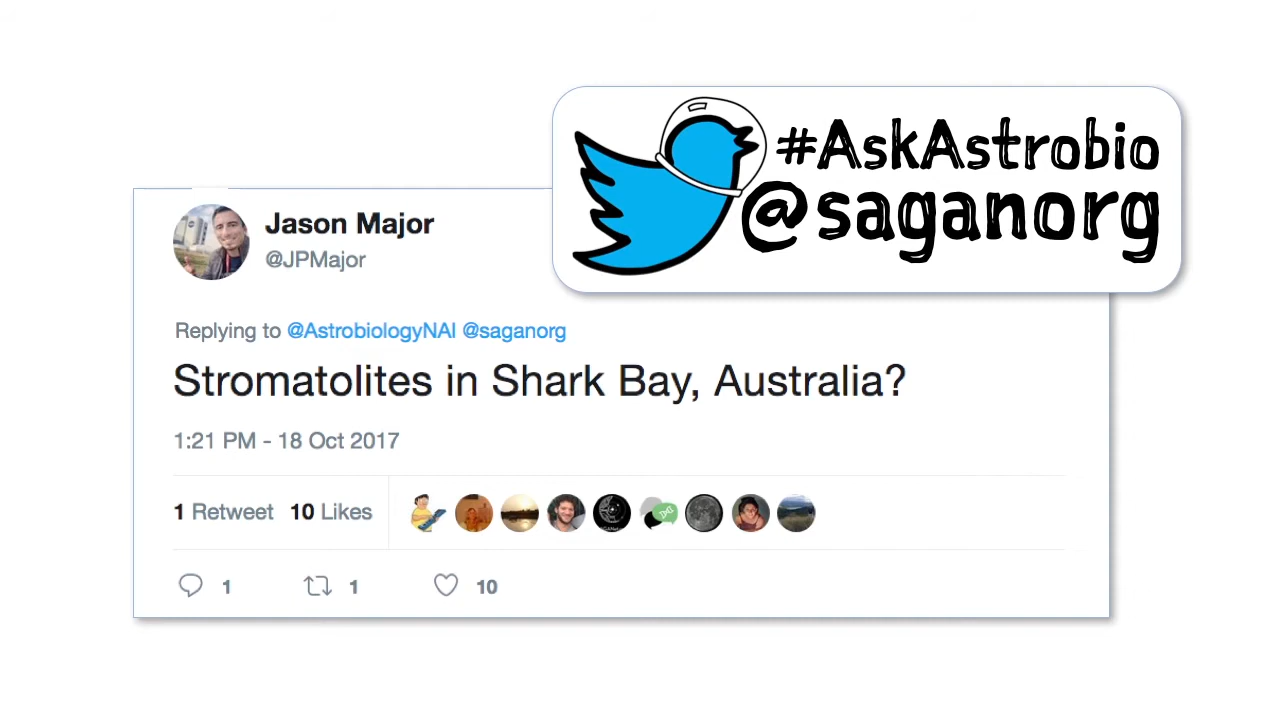 #AskAstrobio
@saganorg
Jason Major
@JPMajor
Replying to @AstrobiologyNAI @saganorg
Stromatolites in Shark Bay, Australia?
1:21 PM - 18 Oct 2017
1 Retweet 10 Likes
1 1 10